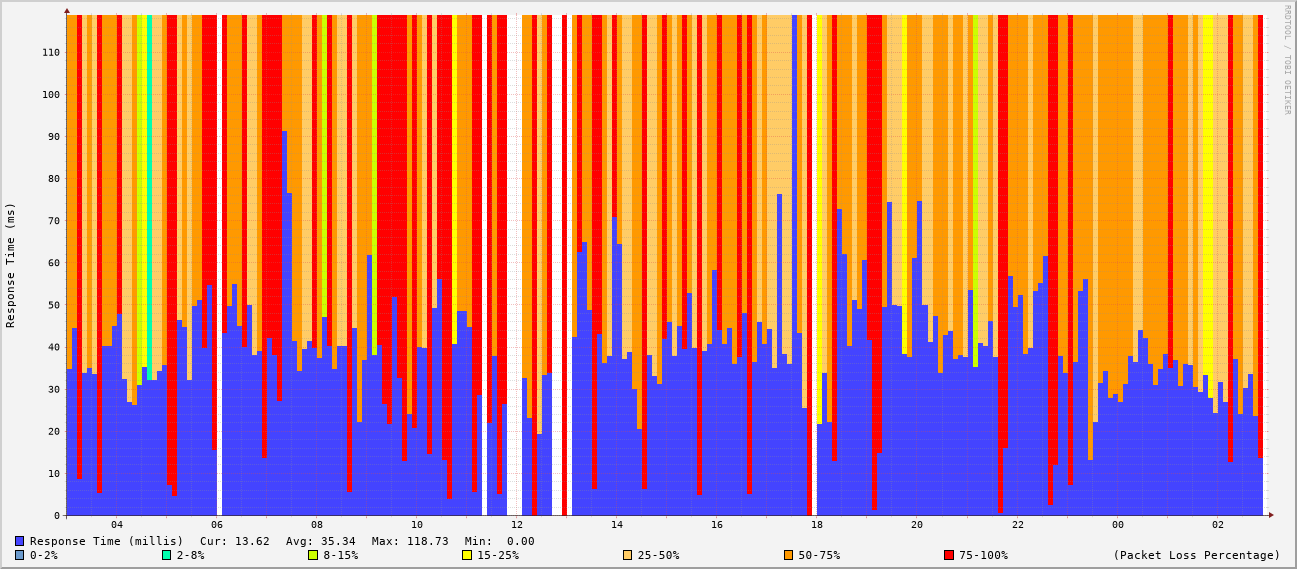 RRDTOOL / TOBI OETIKER
Response Time (ms)
110
100
90
80
70
60
50
40
30
20
10
0
04 06 08 10 12 14 16 18 20 22 00 02
Response Time (millis) Cur: 13.62 Avg: 35.34 Max: 118.73 Min: 0.00
0-2% 2-8% 8-15% 15-25% 25-50% 50-75% 75-100% (Packet Loss Percentage)